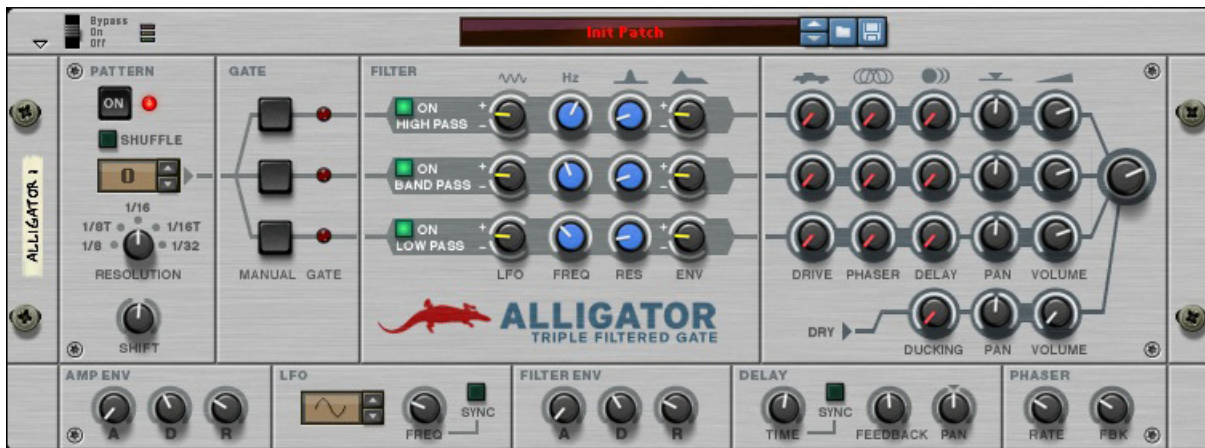 Bypass
On
Off
Init Patch
PATTERN
GATE
FILTER
Hz
ON
ON
HIGH PASS
SHUFFLE
+
-
+
-
0
ON
BAND PASS
+
-
+
-
1/16
1/8T
1/16T
1/8
1/32
ON
LOW PASS
+
-
+
-
RESOLUTION
MANUAL GATE
LFO
FREQ
RES
ENV
DRIVE
PHASER
DELAY
PAN
VOLUME
ALLIGATOR 1
SHIFT
ALLIGATOR
TRIPLE FILTERED GATE
DRY
DUCKING
PAN
VOLUME
AMP ENV
A
D
R
LFO
SYNC
FREQ
FILTER ENV
A
D
R
DELAY
SYNC
TIME
FEEDBACK
PAN
PHASER
RATE
FBK